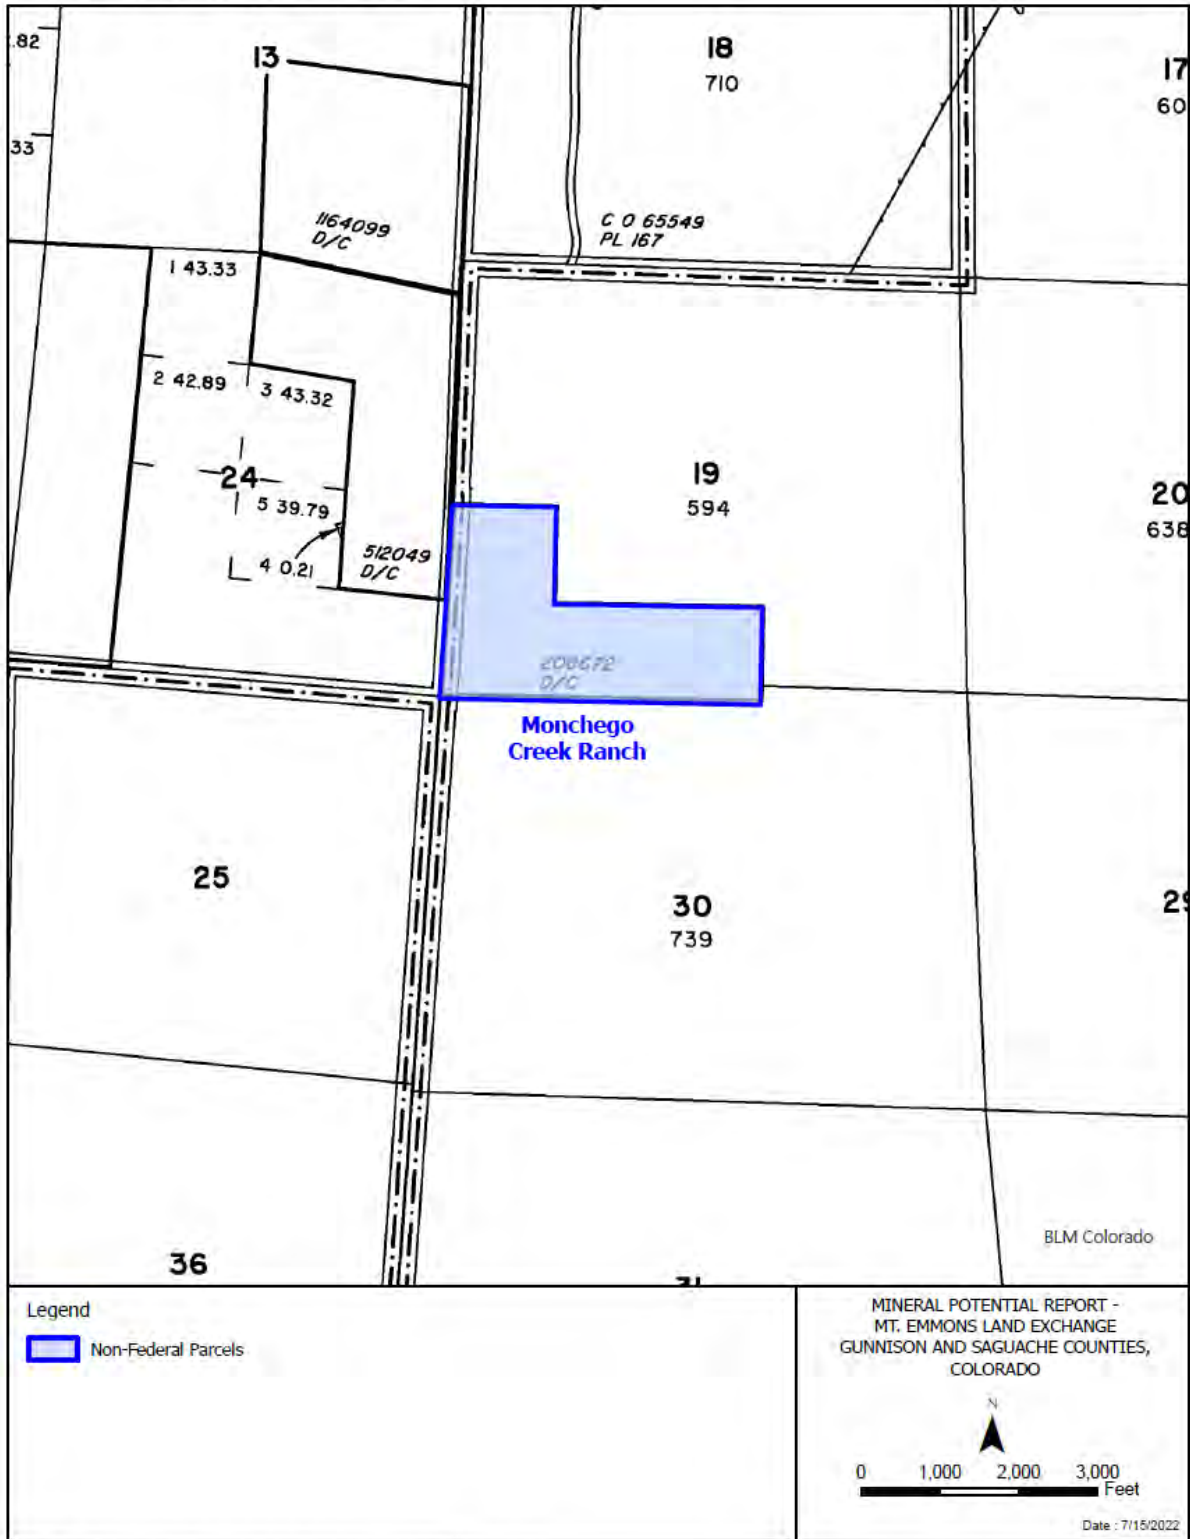 .82
13
18
710
17
60
33
1164099
D/C
C O 65549
PL 167
1 43.33
2 42.89
3 43.32
24
5 39.79
4 0.21
512049
D/C
19
594
20
638
208672
D/C
Monchego
Creek Ranch
25
30
739
29
36
31
BLM Colorado
Legend
Non-Federal Parcels
MINERAL POTENTIAL REPORT -
MT. EMMONS LAND EXCHANGE
GUNNISON AND SAGUACHE COUNTIES,
COLORADO
N
0 1,000 2,000 3,000
Feet
Date : 7/15/2022